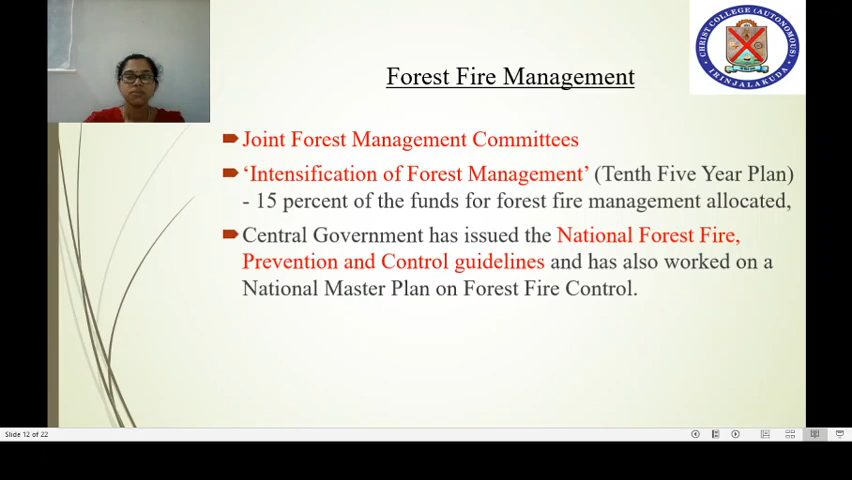 CHRIST COLLEGE (AUTONOMOUS)
IRINJALAKUDA
Forest Fire Management
Joint Forest Management Committees
‘Intensification of Forest Management’ (Tenth Five Year Plan)
- 15 percent of the funds for forest fire management allocated,
Central Government has issued the National Forest Fire,
Prevention and Control guidelines and has also worked on a
National Master Plan on Forest Fire Control.
Slide 12 of 22